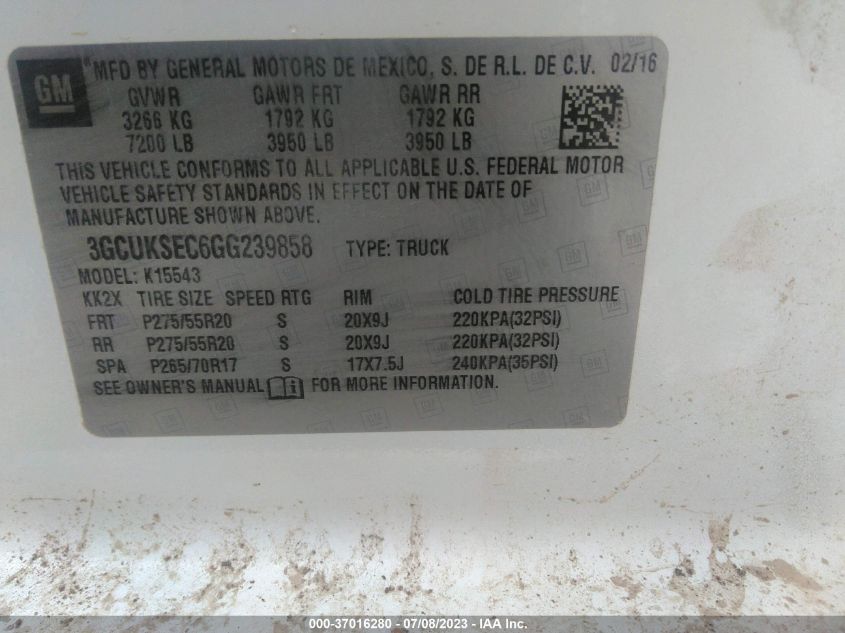 GM
MFD BY GENERAL MOTORS DE MEXICO, S. DE R.L. DE C.V. 02/16
GVWR GAWR FRT GAWR RR
3266 KG 1792 KG 1792 KG
7200 LB 3950 LB 3950 LB
THIS VEHICLE CONFORMS TO ALL APPLICABLE U.S. FEDERAL MOTOR
VEHICLE SAFETY STANDARDS IN EFFECT ON THE DATE OF
MANUFACTURE SHOWN ABOVE.
3GCUKSEC6GG239858 TYPE: TRUCK
MODEL: K15543
KK2X TIRE SIZE SPEED RTG RIM COLD TIRE PRESSURE
FRT P275/55R20 S 20X9J 220KPA(32PSI)
RR P275/55R20 S 20X9J 220KPA(32PSI)
SPA P265/70R17 S 17X7.5J 240KPA(35PSI)
SEE OWNER'S MANUAL FOR MORE INFORMATION.
000-37016280 - 07/08/2023 - IAA Inc.